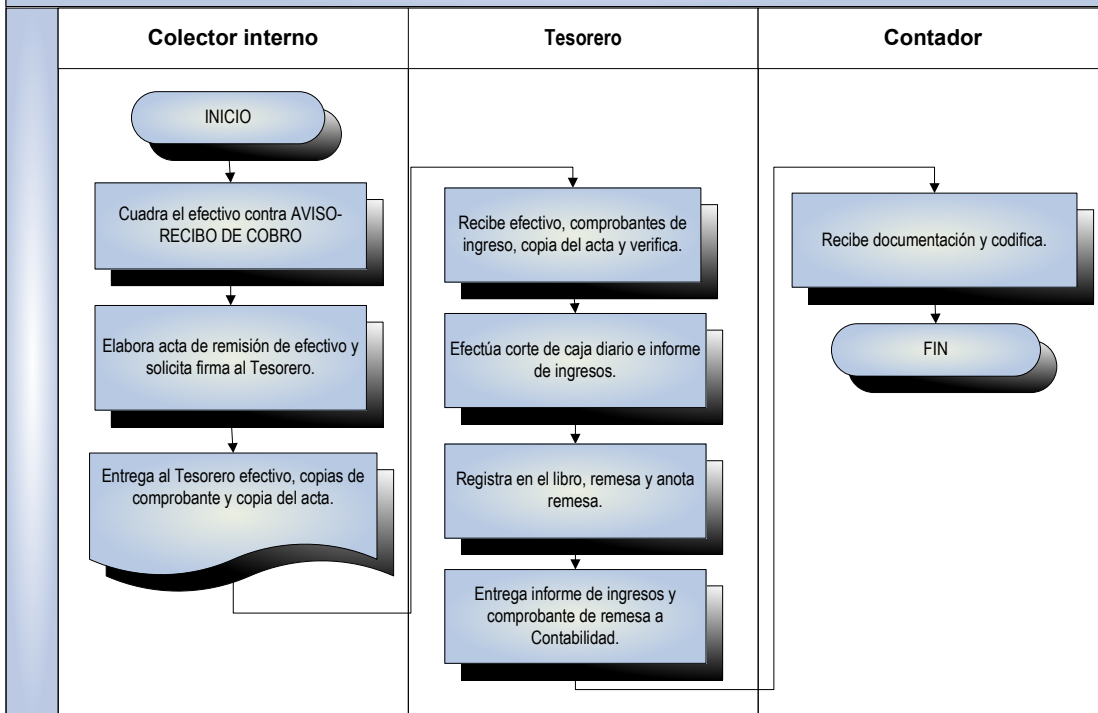 Colector interno
Tesorero
Contador
INICIO
Cuadra el efectivo contra AVISO-
RECIBO DE COBRO
Elabora acta de remisión de efectivo y
solicita firma al Tesorero.
Entrega al Tesorero efectivo, copias de
comprobante y copia del acta.
Recibe efectivo, comprobantes de
ingreso, copia del acta y verifica.
Efectúa corte de caja diario e informe
de ingresos.
Registra en el libro, remesa y anota
remesa.
Entrega informe de ingresos y
comprobante de remesa a
Contabilidad.
Recibe documentación y codifica.
FIN